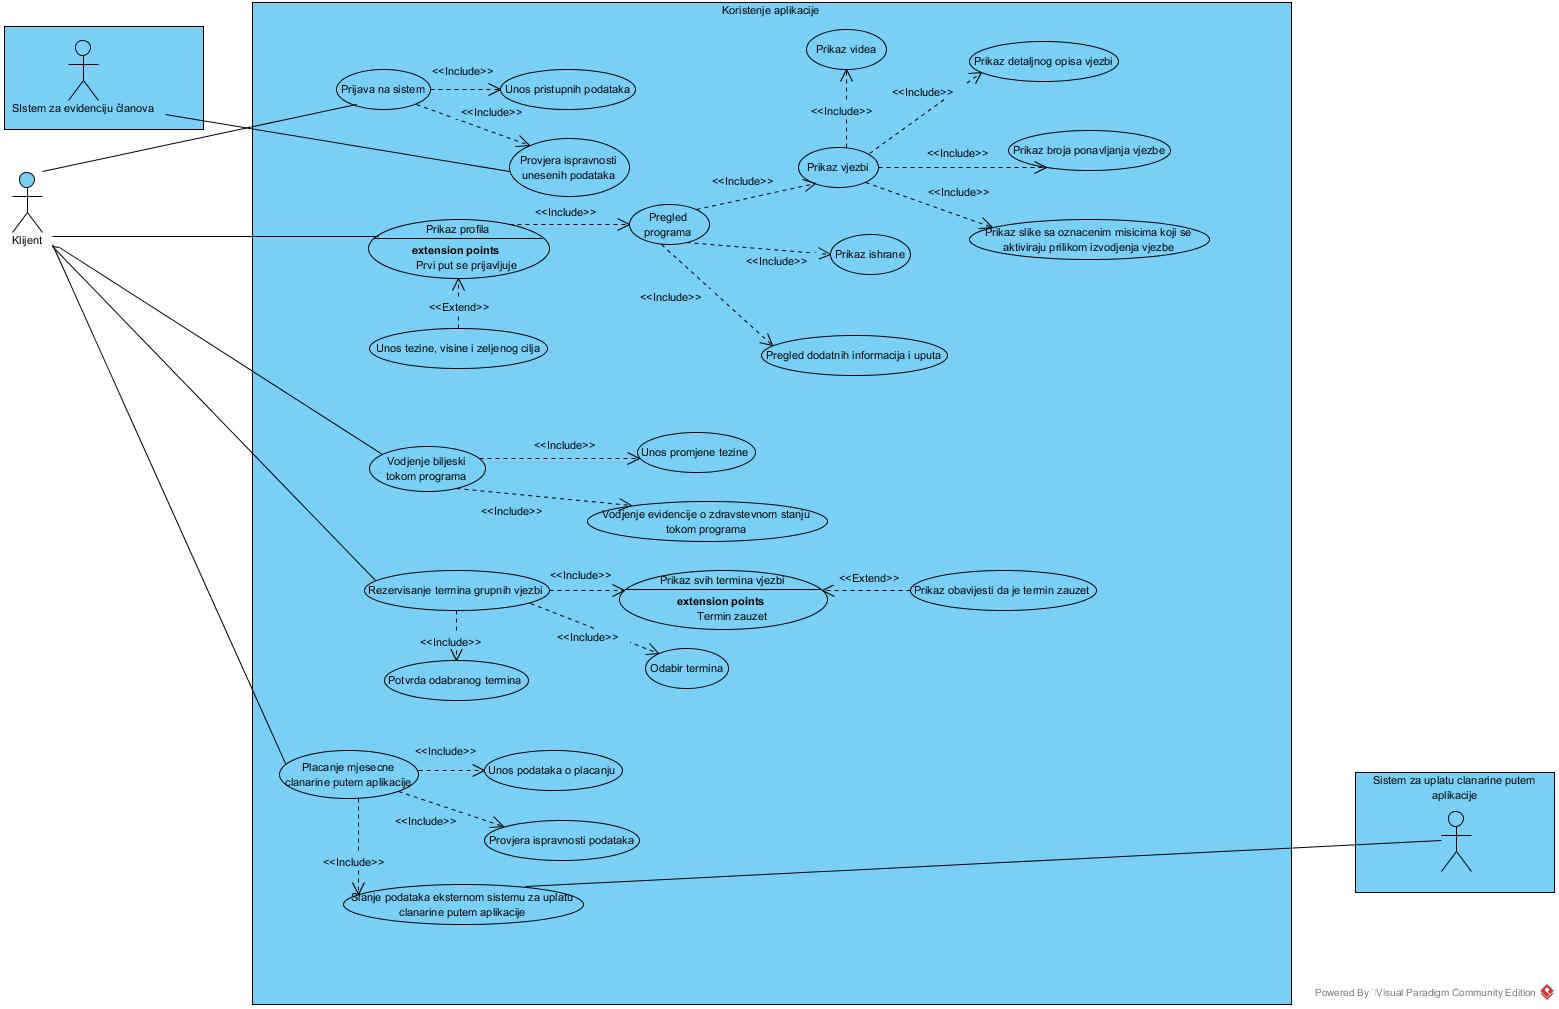 Koristenje aplikacije
SIstem za evidenciju članova
Klijent
Prijava na sistem
<<Include>>
Unos pristupnih podataka
<<Include>>
Provjera ispravnosti
unesenih podataka
Prikaz profila
extension points
Prvi put se prijavljuje
<<Extend>>
Unos tezine, visine i zeljenog cilja
<<Include>>
Pregled
programa
<<Include>>
Prikaz vjezbi
<<Include>>
Prikaz videa
<<Include>>
Prikaz detaljnog opisa vjezbi
<<Include>>
Prikaz broja ponavljanja vjezbe
<<Include>>
Prikaz slike sa oznacenim misicima koji se
aktiviraju prilikom izvodjenja vjezbe
<<Include>>
Prikaz ishrane
<<Include>>
Pregled dodatnih informacija i uputa
Vodjenje biljeski
tokom programa
<<Include>>
Unos promjene tezine
<<Include>>
Vodjenje evidencije o zdravstevnom stanju
tokom programa
Rezervisanje termina grupnih vjezbi
<<Include>>
Prikaz svih termina vjezbi
extension points
Termin zauzet
<<Extend>>
Prikaz obavijesti da je termin zauzet
<<Include>>
Odabir termina
<<Include>>
Potvrda odabranog termina
Placanje mjesecne
clanarine putem aplikacije
<<Include>>
Unos podataka o placanju
<<Include>>
Provjera ispravnosti podataka
<<Include>>
Slanje podataka eksternom sistemu za uplatu
clanarine putem aplikacije
Sistem za uplatu clanarine putem
aplikacije
Powered By Visual Paradigm Community Edition